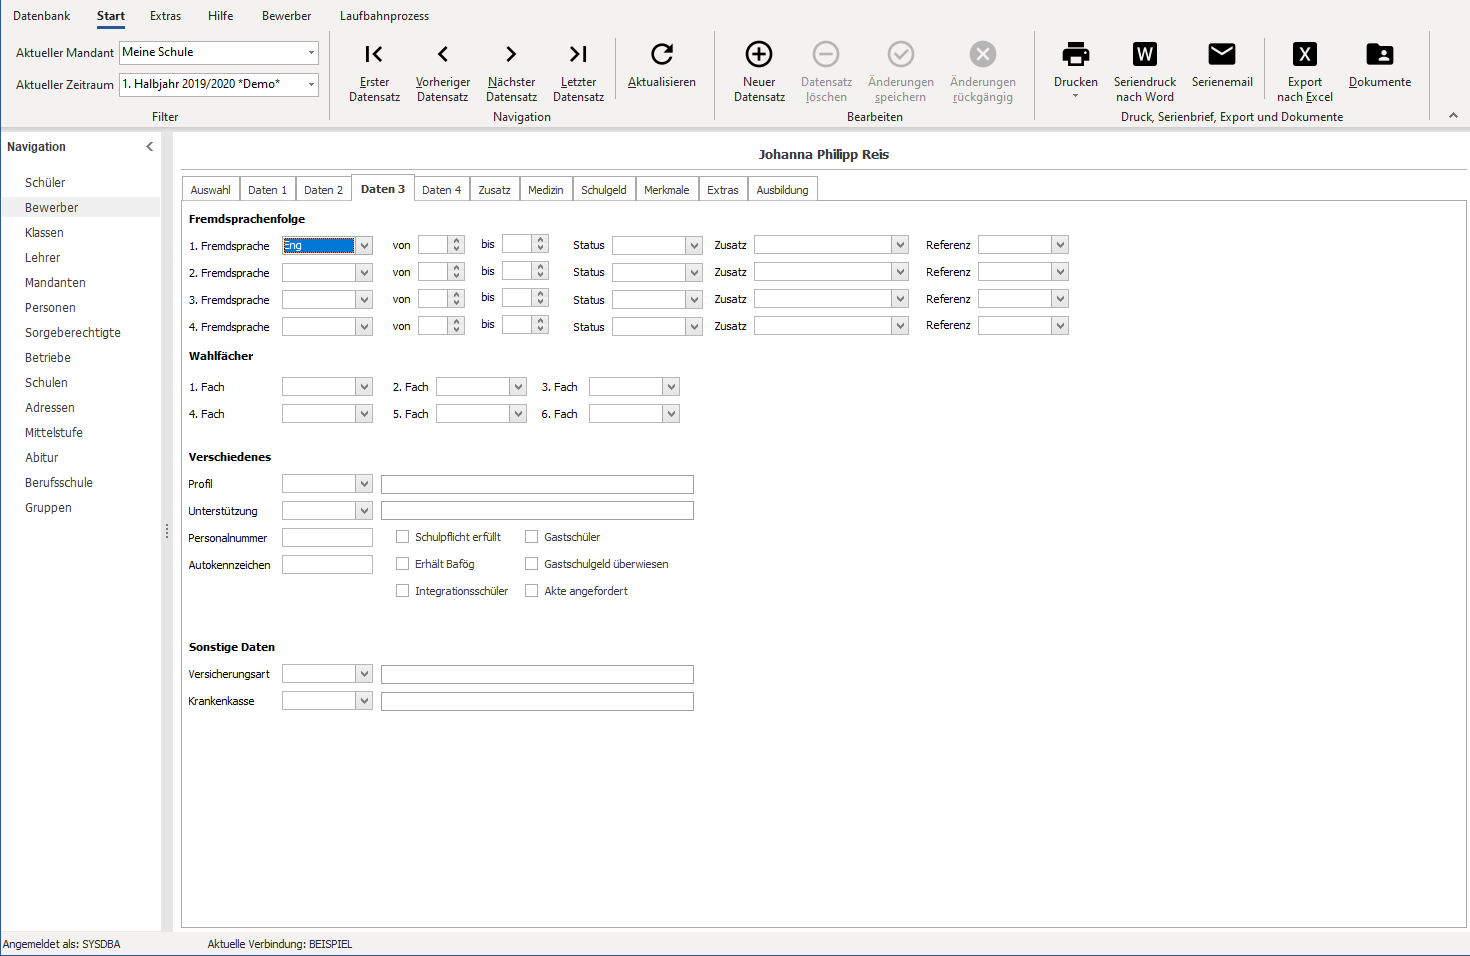 Datenbank Start Extras Hilfe Bewerber Laufbahnprozess
Aktueller Mandant Meine Schule
Aktueller Zeitraum 1. Halbjahr 2019/2020 *Demo*
Filter
Erster Datensatz
Vorheriger Datensatz
Nächster Datensatz
Letzter Datensatz
Aktualisieren
Navigation
Neuer Datensatz
Datensatz löschen
Änderungen speichern
Änderungen rückgängig
Bearbeiten
Drucken
W
Seriendruck nach Word
Serienemail
X
Export nach Excel
Dokumente
Druck, Serienbrief, Export und Dokumente
Navigation
Schüler
Bewerber
Klassen
Lehrer
Mandanten
Personen
Sorgeberechtigte
Betriebe
Schulen
Adressen
Mittelstufe
Abitur
Berufsschule
Gruppen
Johanna Philipp Reis
Auswahl Daten 1 Daten 2 Daten 3 Daten 4 Zusatz Medizin Schulgeld Merkmale Extras Ausbildung
Fremdsprachenfolge
1. Fremdsprache Eng von bis Status Zusatz Referenz
2. Fremdsprache von bis Status Zusatz Referenz
3. Fremdsprache von bis Status Zusatz Referenz
4. Fremdsprache von bis Status Zusatz Referenz
Wahlfächer
1. Fach 2. Fach 3. Fach
4. Fach 5. Fach 6. Fach
Verschiedenes
Profil
Unterstützung
Personalnummer Schulpflicht erfüllt Gastschüler
Autokennzeichen Erhält Bafög Gastschulgeld überwiesen
Integrationsschüler Akte angefordert
Sonstige Daten
Versicherungsart
Krankenkasse
Angemeldet als: SYSDBA Aktuelle Verbindung: BEISPIEL